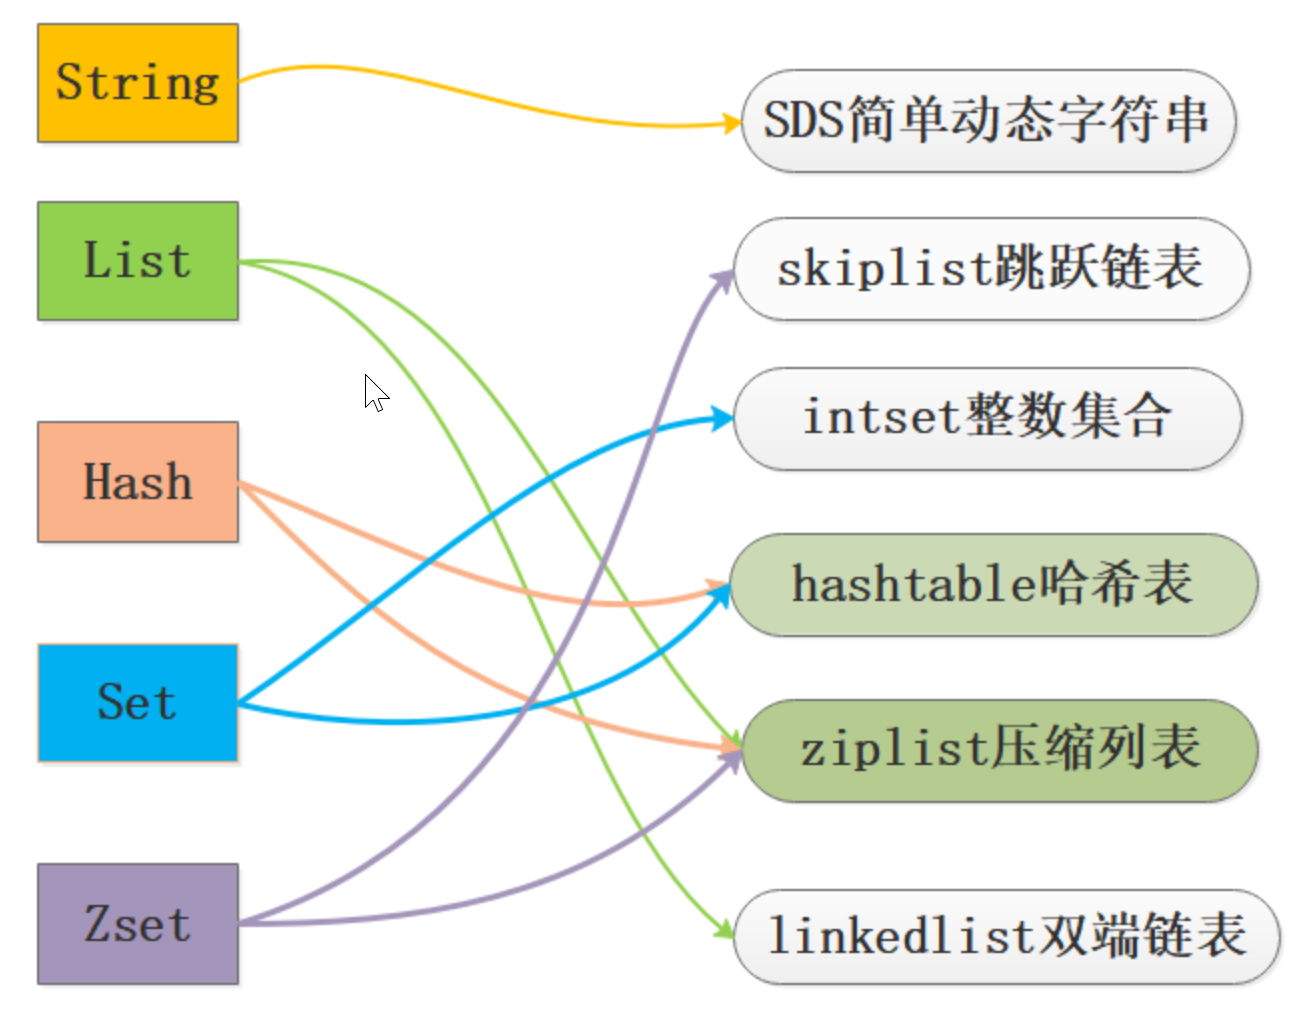 String
List
Hash
Set
Zset
SDS简单动态字符串
skiplist跳跃链表
intset整数集合
hashtable哈希表
ziplist压缩列表
linkedlist双端链表